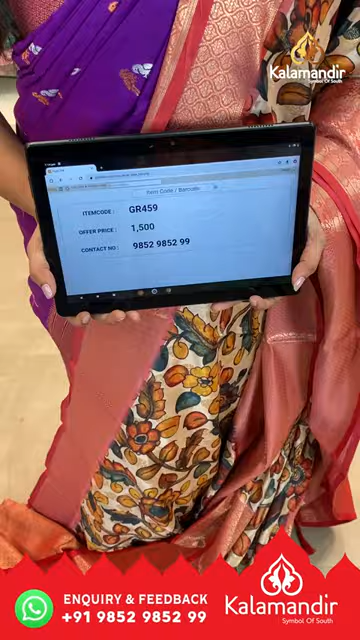 Kalamandir
Symbol Of South
Item Code / Barcode
ITEMCODE : GR459
OFFER PRICE : 1,500
CONTACT NO : 9852 9852 99
ENQUIRY & FEEDBACK
+91 9852 9852 99
Kalamandir
Symbol Of South